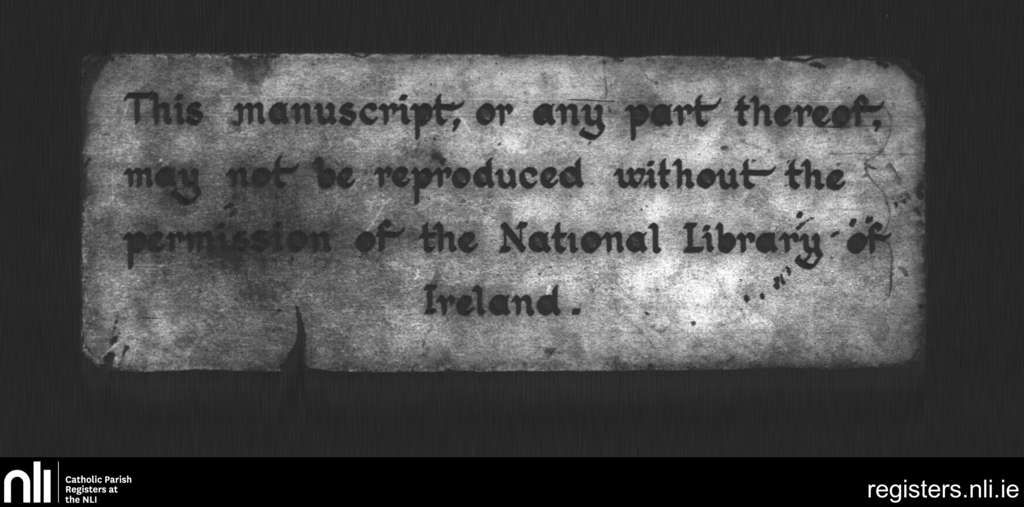 This manuscript, or any part thereof,
may not be reproduced without the
permission of the National Library of
Ireland.
nli
Catholic Parish
Registers at
the NLI
registers.nli.ie